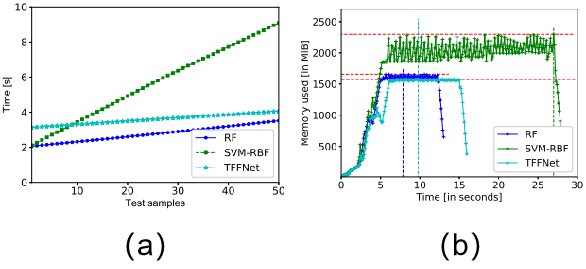 10
8
6
4
2
0
Time [s]
10 20 30 40 50
Test samples
RF
SVM-RBF
TFFNet
(a)
2500
2000
1500
1000
500
Memory used [in MiB]
0 5 10 15 20 25 30
Time [in seconds]
RF
SVM-RBF
TFFNet
(b)